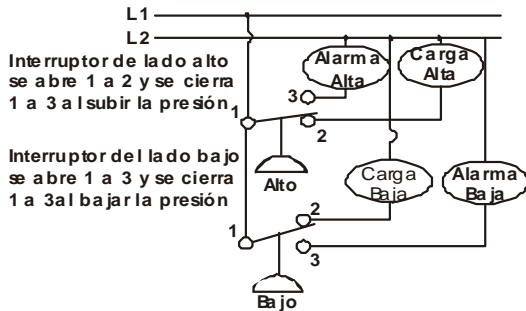 L1
L2
Interruptor de lado alto
se abre 1 a 2 y se cierra
1 a 3 al subir la presión
Alarma
Alta
Carga
Alta
3
1
2
Alto
Interruptor del lado bajo
se abre 1 a 3 y se cierra
1 a 3 al bajar la presión
Carga
Baja
Alarma
Baja
2
1
3
Bajo